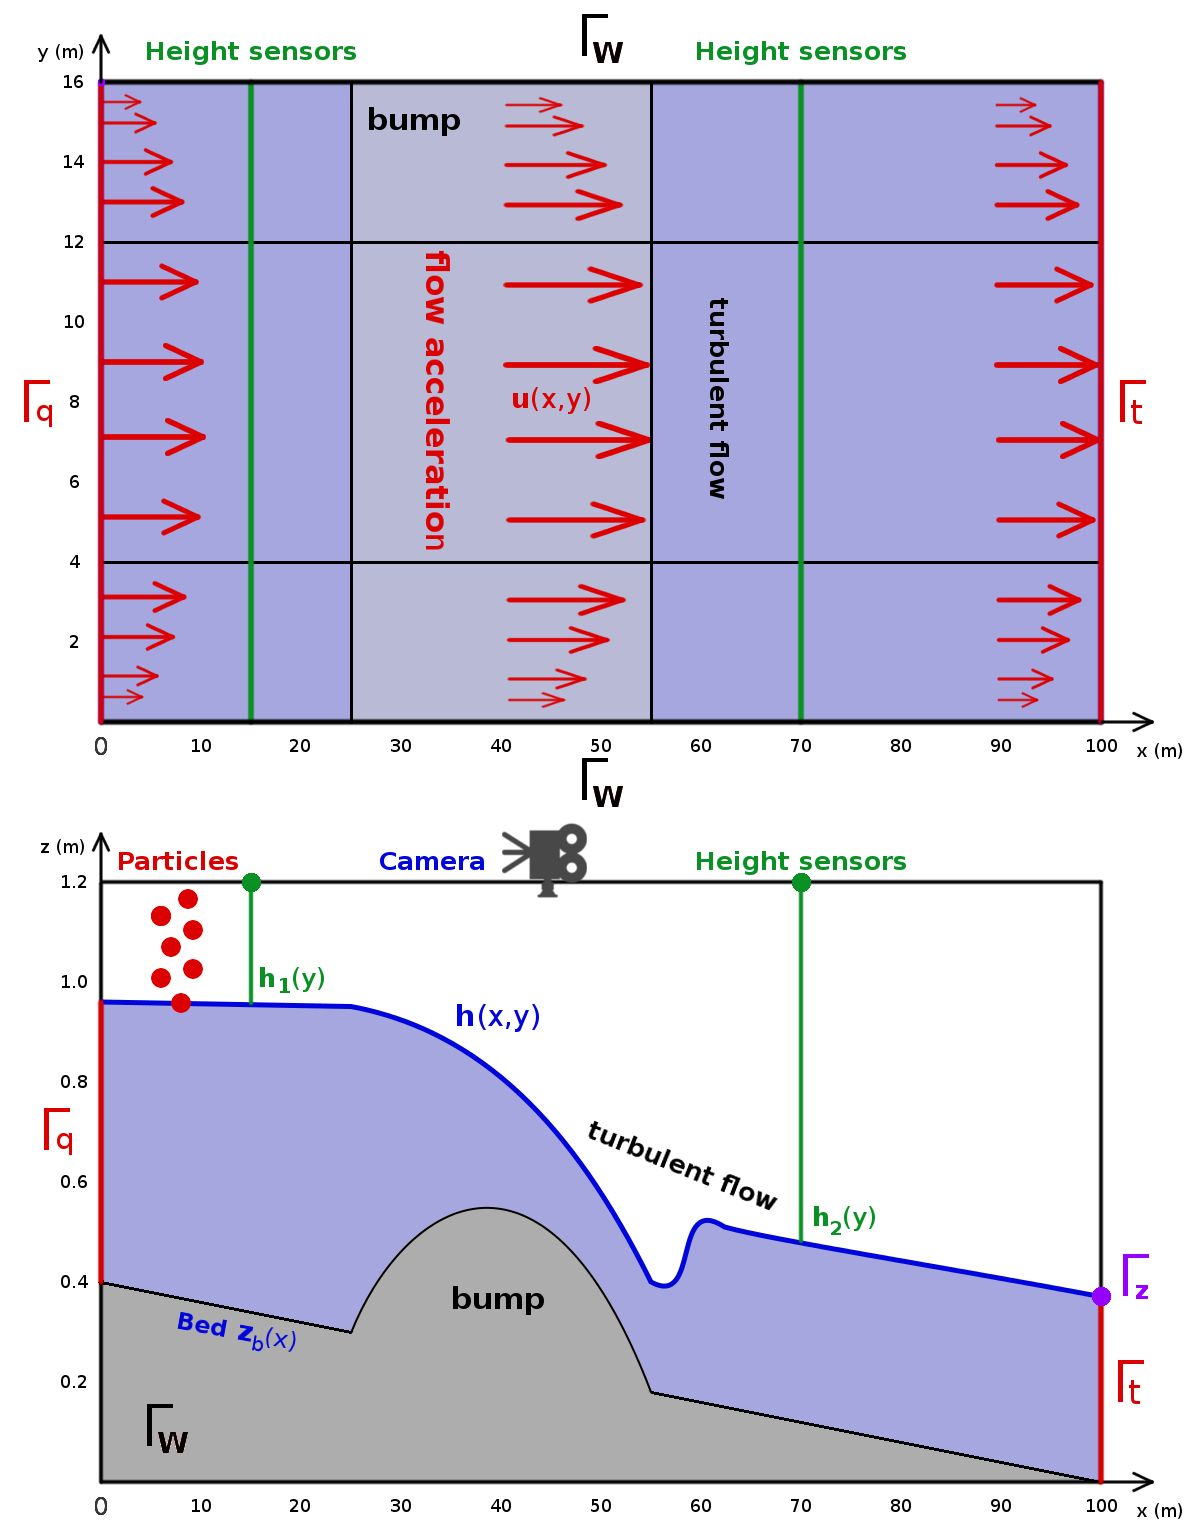 Γw
y (m)
Height sensors
Height sensors
16
bump
14
12
flow acceleration
turbulent flow
10
Γq
8
u(x,y)
Γt
6
4
2
0
10
20
30
40
50
60
70
80
90
100
x (m)
Γw
z (m)
Particles
Camera
Height sensors
1.2
1.0
h1(y)
h(x,y)
0.8
Γq
turbulent flow
0.6
h2(y)
0.4
Γz
bump
Bed zb(x)
0.2
Γt
Γw
0
10
20
30
40
50
60
70
80
90
100
x (m)